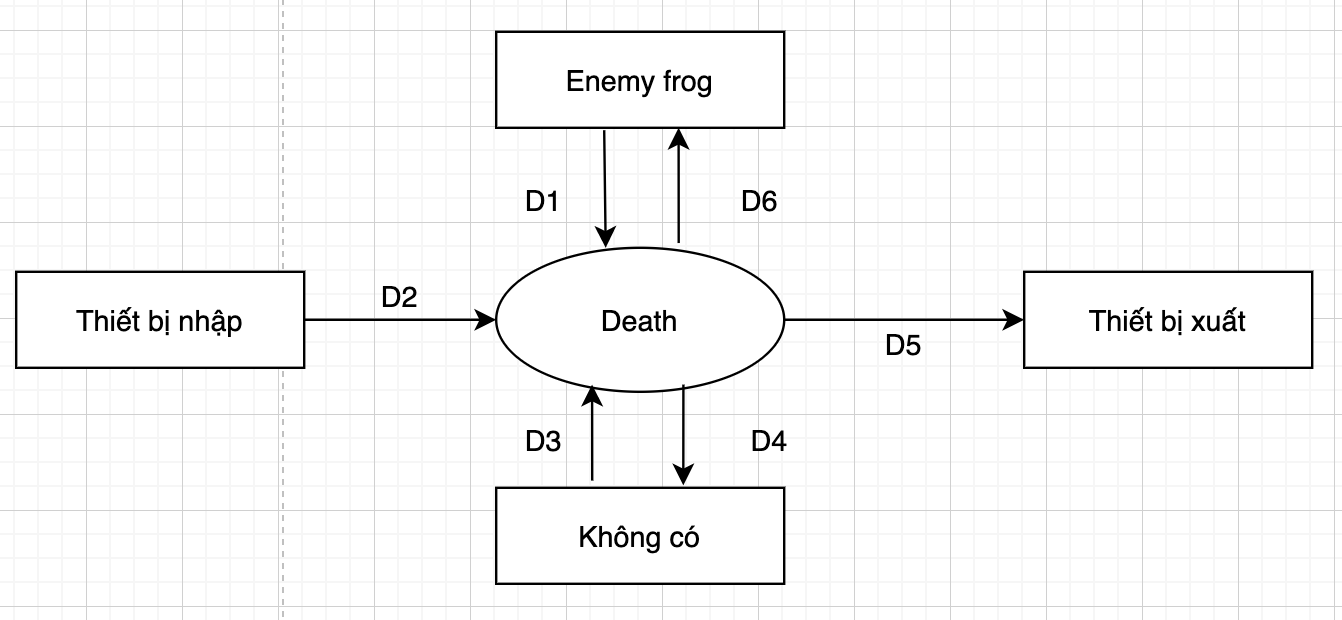 Enemy frog
D1
D6
Thiết bị nhập
D2
Death
D5
Thiết bị xuất
D3
D4
Không có